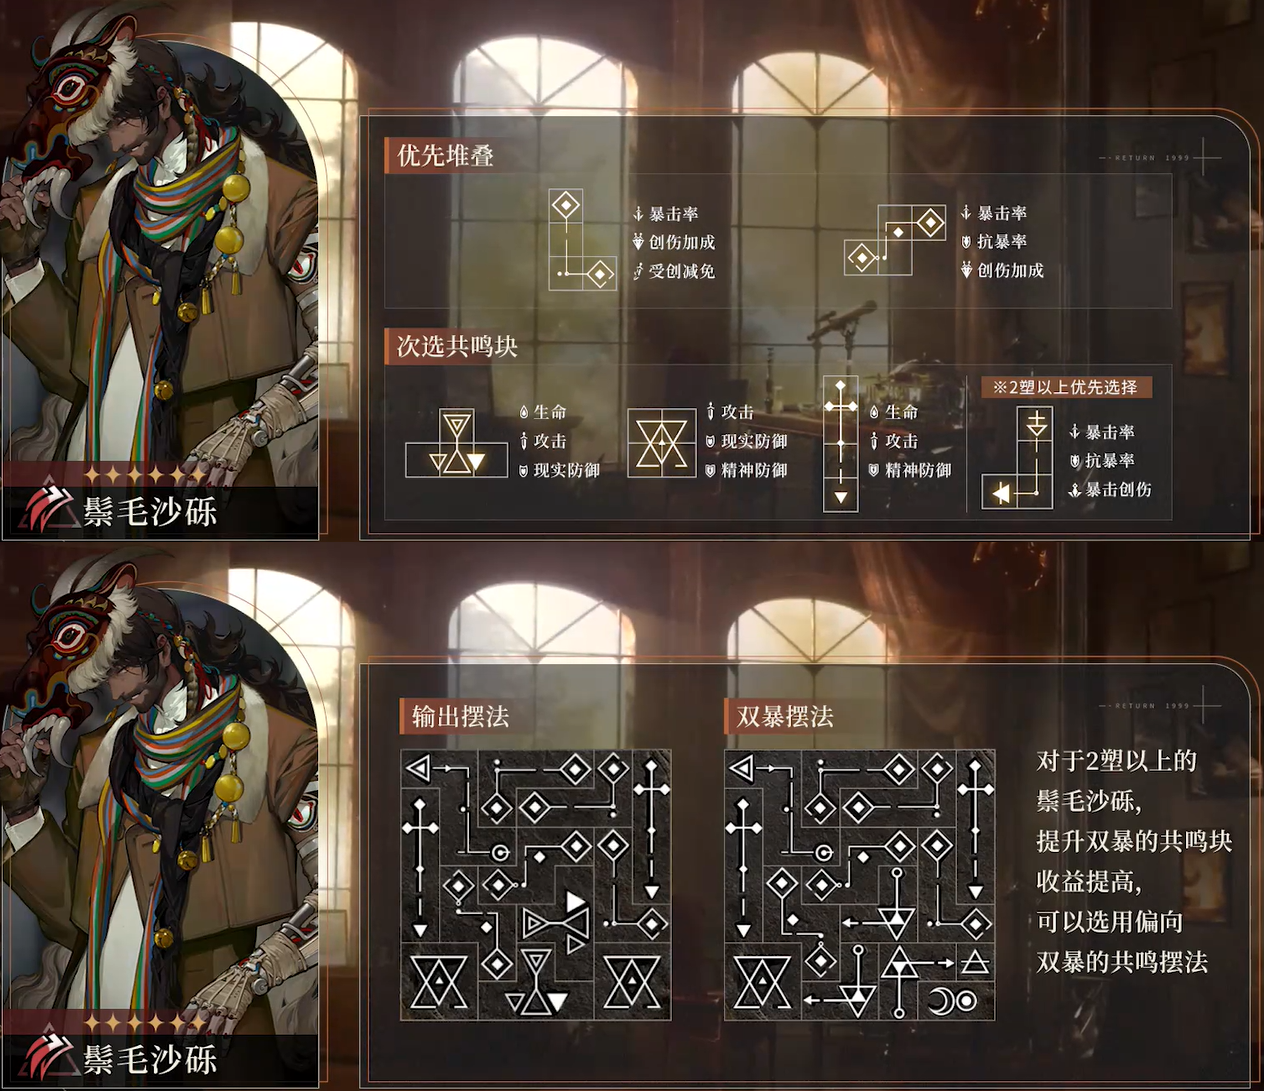 优先堆叠
RETURN 1999
暴击率
创伤加成
受创减免
暴击率
抗暴率
创伤加成
次选共鸣块
生命
攻击
现实防御
攻击
现实防御
精神防御
生命
攻击
精神防御
※2塑以上优先选择
暴击率
抗暴率
暴击创伤
鬃毛沙砾
输出摆法
双暴摆法
RETURN 1999
对于2塑以上的
鬃毛沙砾，
提升双暴的共鸣块
收益提高，
可以选用偏向
双暴的共鸣摆法
鬃毛沙砾